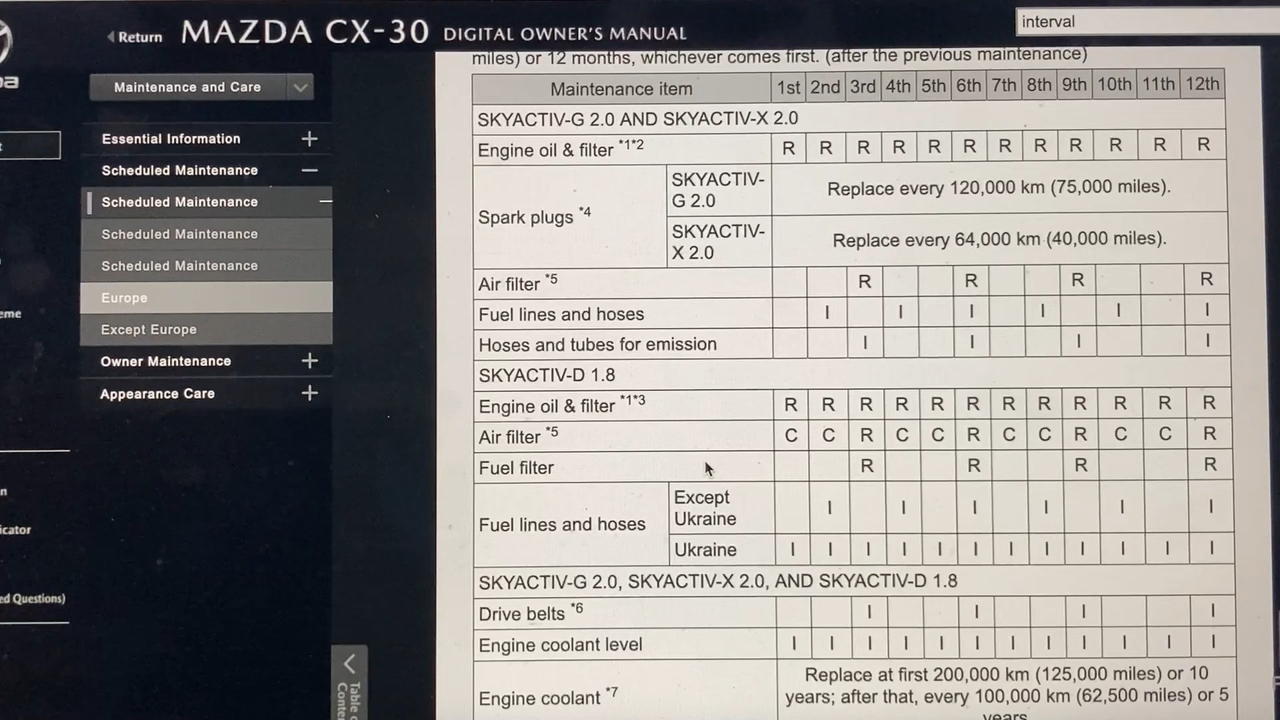 Return
MAZDA CX-30 DIGITAL OWNER'S MANUAL
interval
Maintenance and Care
Essential Information
Scheduled Maintenance
Scheduled Maintenance
Scheduled Maintenance
Scheduled Maintenance
Europe
Except Europe
Owner Maintenance
Appearance Care
eme
icator
ed Questions)
miles) or 12 months, whichever comes first. (after the previous maintenance)
Maintenance item 1st 2nd 3rd 4th 5th 6th 7th 8th 9th 10th 11th 12th
SKYACTIV-G 2.0 AND SKYACTIV-X 2.0
Engine oil & filter *1*2 R R R R R R R R R R R R
Spark plugs *4
SKYACTIV-
G 2.0
Replace every 120,000 km (75,000 miles).
SKYACTIV-
X 2.0
Replace every 64,000 km (40,000 miles).
Air filter *5 R R R R
Fuel lines and hoses I I I I I I
Hoses and tubes for emission I I I I
SKYACTIV-D 1.8
Engine oil & filter *1*3 R R R R R R R R R R R R
Air filter *5 C C R C C R C C R C C R
Fuel filter R R R R
Fuel lines and hoses
Except
Ukraine
I I I I I I
Ukraine I I I I I I I I I I I I
SKYACTIV-G 2.0, SKYACTIV-X 2.0, AND SKYACTIV-D 1.8
Drive belts *6 I I I I
Engine coolant level I I I I I I I I I I I I
Engine coolant *7
Replace at first 200,000 km (125,000 miles) or 10
years; after that, every 100,000 km (62,500 miles) or 5
years
Table o
Conten